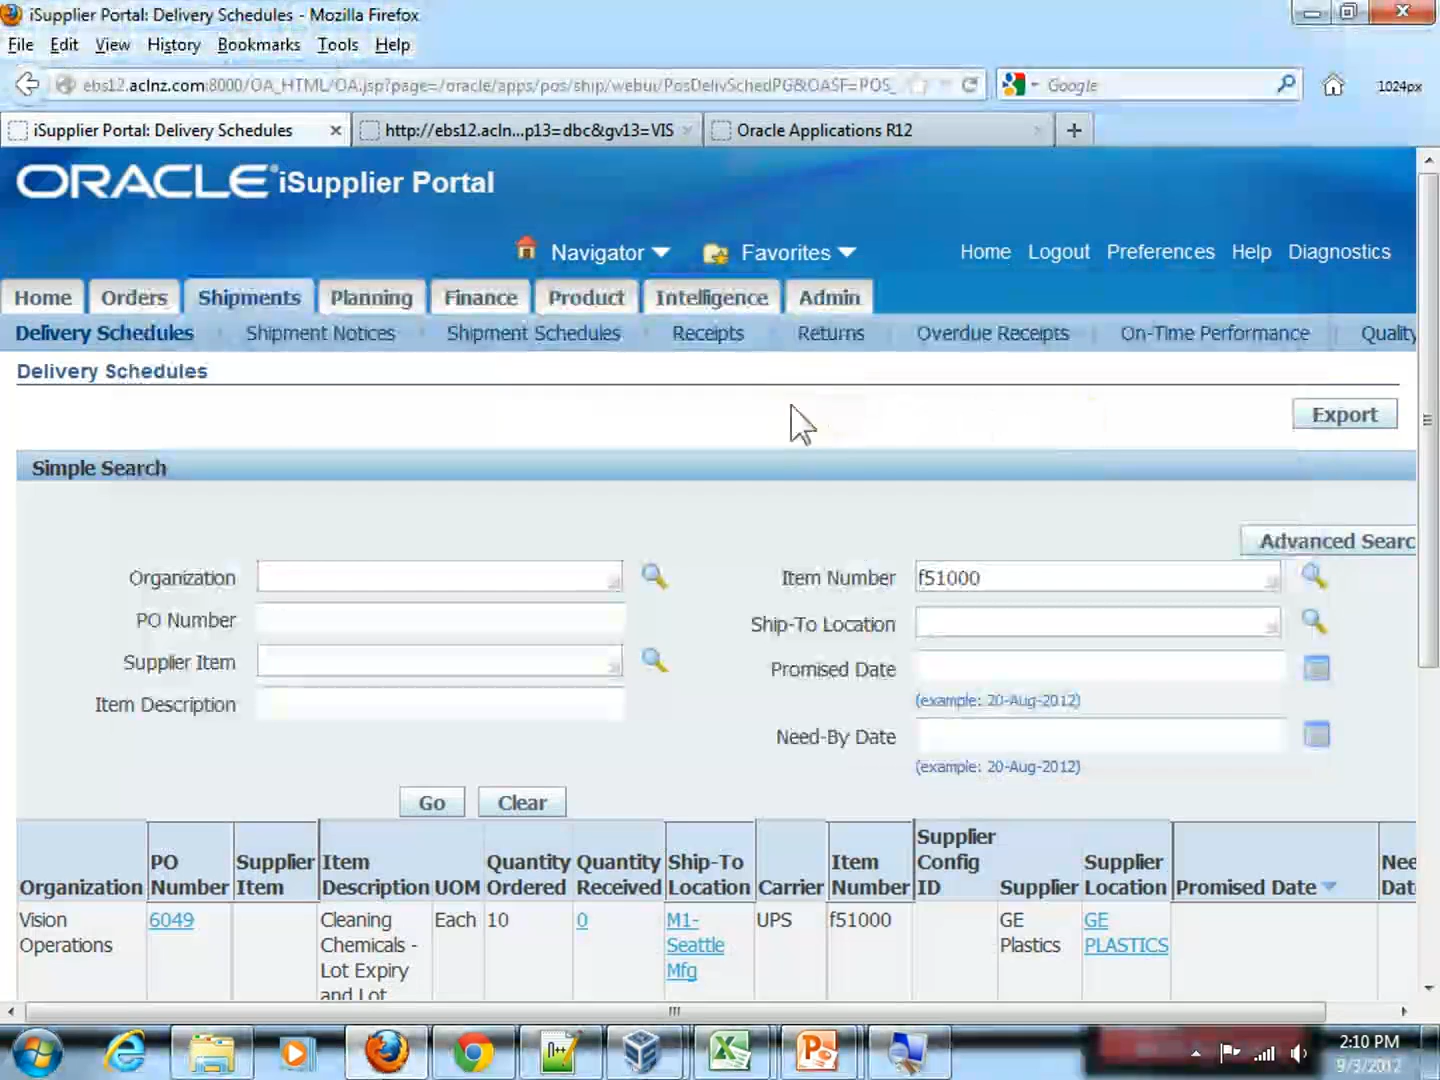 iSupplier Portal: Delivery Schedules - Mozilla Firefox
File Edit View History Bookmarks Tools Help
ebs12.aclnz.com:8000/OA_HTML/OA.jsp?page=/oracle/apps/pos/ship/webui/PosDelivSchedPG&OASF=POS_
Google
1024px
iSupplier Portal: Delivery Schedules
http://ebs12.acln...p13=dbc&gv13=VIS
Oracle Applications R12
ORACLE iSupplier Portal
Navigator Favorites Home Logout Preferences Help Diagnostics
Home Orders Shipments Planning Finance Product Intelligence Admin
Delivery Schedules Shipment Notices Shipment Schedules Receipts Returns Overdue Receipts On-Time Performance Quality
Delivery Schedules
Export
Simple Search
Advanced Searc
Organization
Item Number f51000
PO Number
Ship-To Location
Supplier Item
Promised Date
(example: 20-Aug-2012)
Item Description
Need-By Date
(example: 20-Aug-2012)
Go Clear
Organization PO Number Supplier Item Item Description UOM Quantity Ordered Quantity Received Ship-To Location Carrier Item Number Supplier Config ID Supplier Supplier Location Promised Date Nee Dat
Vision Operations 6049 Cleaning Chemicals - Lot Expiry and Lot Each 10 0 M1- Seattle Mfg UPS f51000 GE Plastics GE PLASTICS
2:10 PM
9/3/2012